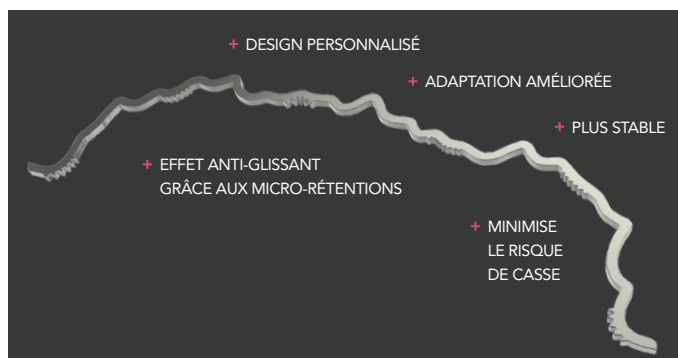 + DESIGN PERSONNALISÉ
+ ADAPTATION AMÉLIORÉE
+ PLUS STABLE
+ EFFET ANTI-GLISSANT
GRÂCE AUX MICRO-RÉTENTIONS
+ MINIMISE
LE RISQUE
DE CASSE